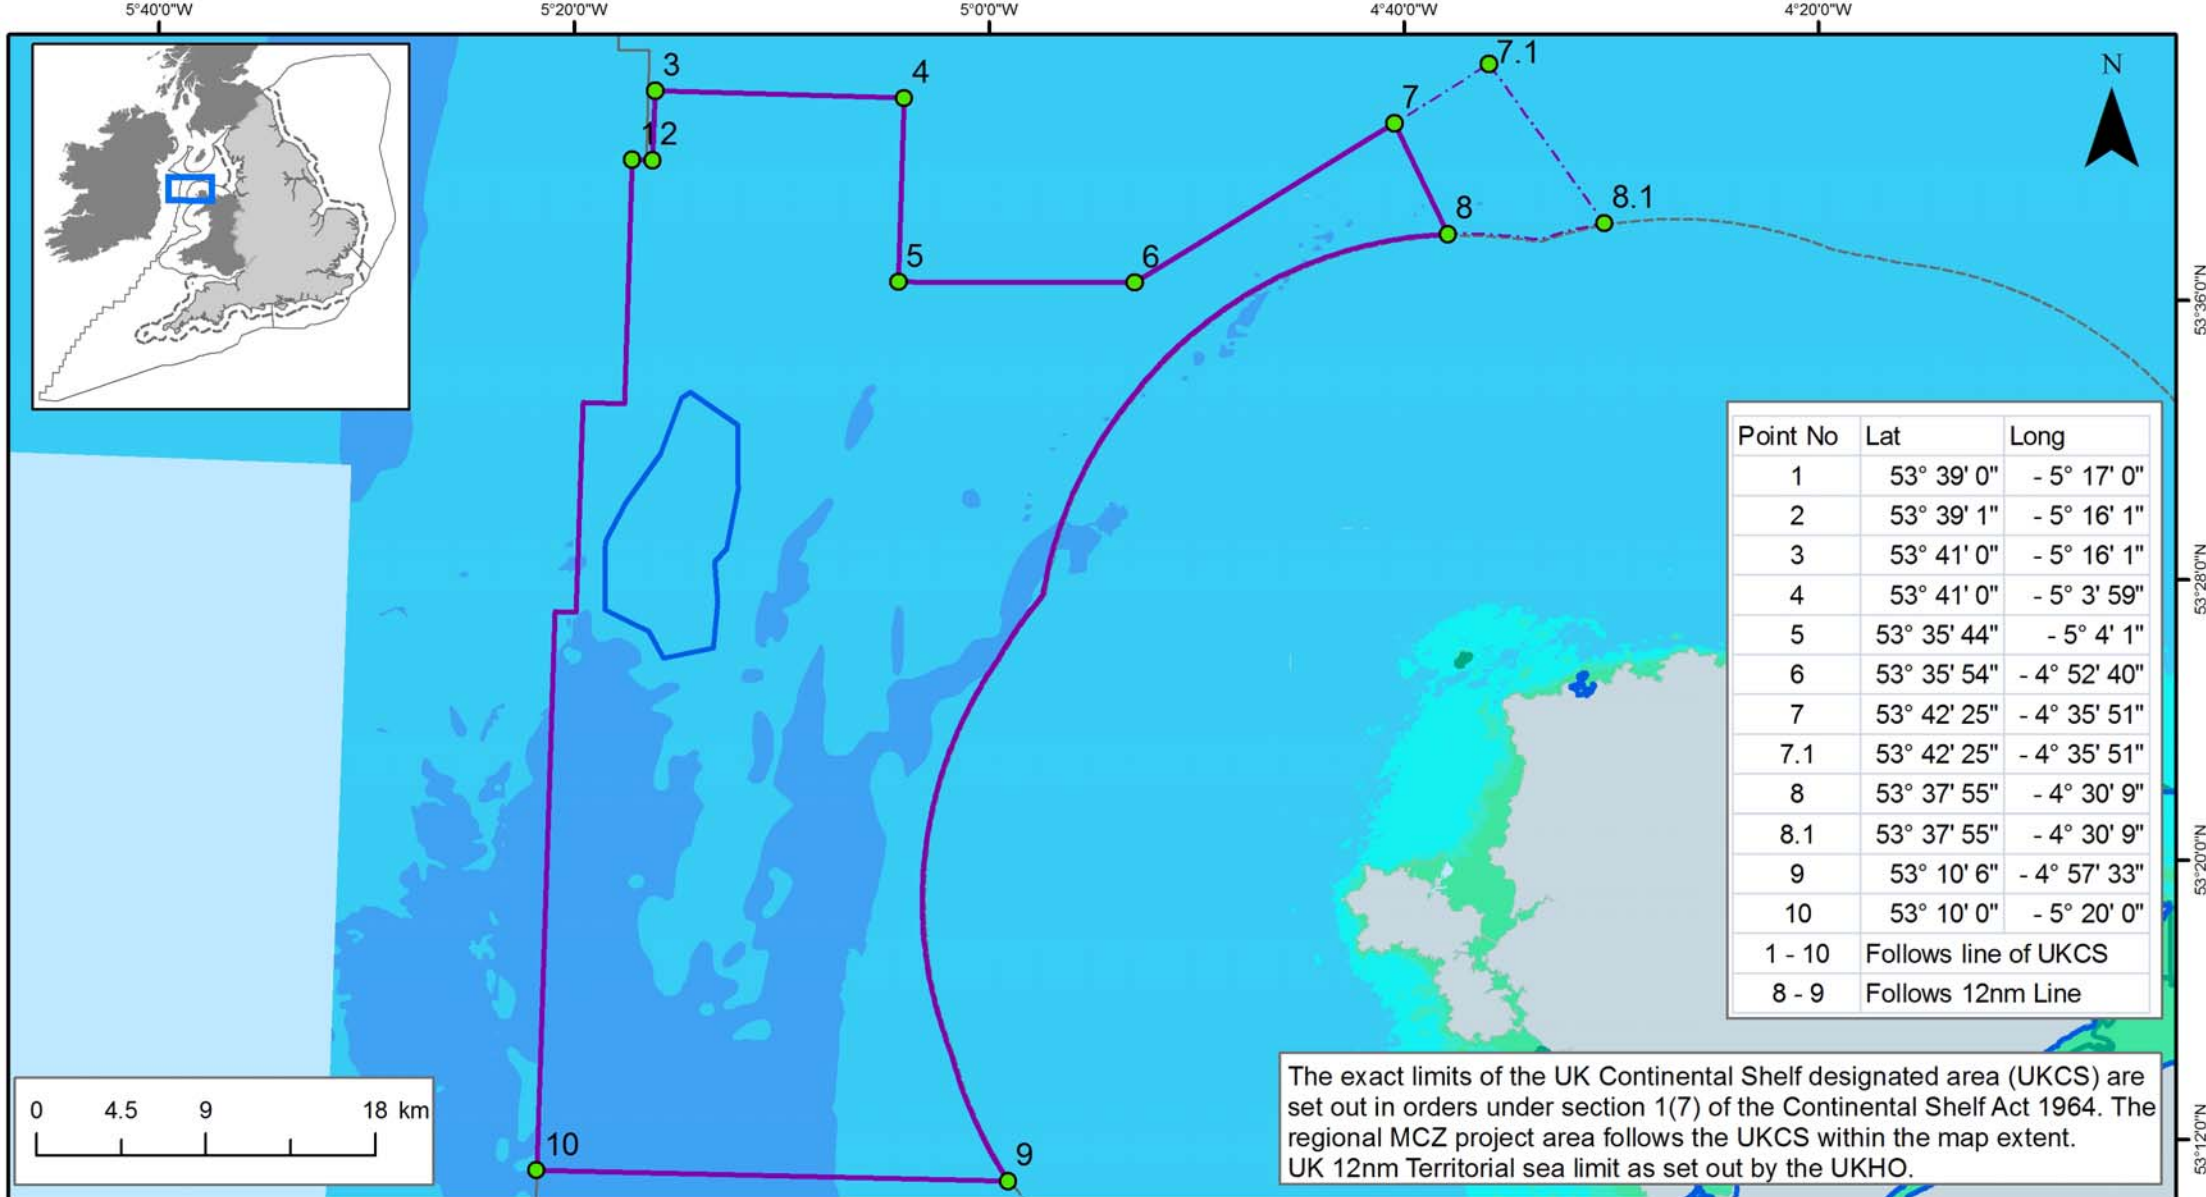 5°40'0"W 5°20'0"W 5°0'0"W 4°40'0"W 4°20'0"W
7.1
N
3
4
7
1 2
8
8.1
5
6
53°36'0"N
53°28'0"N
53°20'0"N
53°12'0"N
Point No Lat Long
1 53° 39' 0" - 5° 17' 0"
2 53° 39' 1" - 5° 16' 1"
3 53° 41' 0" - 5° 16' 1"
4 53° 41' 0" - 5° 3' 59"
5 53° 35' 44" - 5° 4' 1"
6 53° 35' 54" - 4° 52' 40"
7 53° 42' 25" - 4° 35' 51"
7.1 53° 42' 25" - 4° 35' 51"
8 53° 37' 55" - 4° 30' 9"
8.1 53° 37' 55" - 4° 30' 9"
9 53° 10' 6" - 4° 57' 33"
10 53° 10' 0" - 5° 20' 0"
1 - 10 Follows line of UKCS
8 - 9 Follows 12nm Line
0 4.5 9 18 km
10
9
The exact limits of the UK Continental Shelf designated area (UKCS) are
set out in orders under section 1(7) of the Continental Shelf Act 1964. The
regional MCZ project area follows the UKCS within the map extent.
UK 12nm Territorial sea limit as set out by the UKHO.